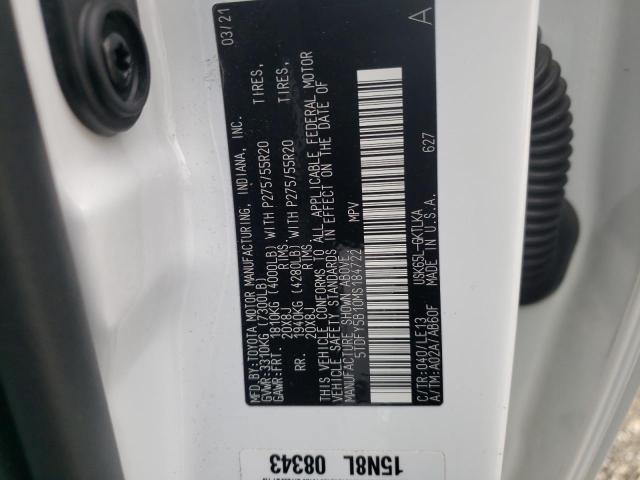 MFD.BY:TOYOTA MOTOR MANUFACTURING, INDIANA, INC. 03/21 A
GVWR:3310KG (7300LB)
GAWR:FRT. 1810KG (4000LB) WITH P275/55R20 TIRES,
20X8J RIMS.
RR. 1940KG (4280LB) WITH P275/55R20 TIRES,
20X8J RIMS.
THIS VEHICLE CONFORMS TO ALL APPLICABLE FEDERAL MOTOR
VEHICLE SAFETY STANDARDS IN EFFECT ON THE DATE OF
MANUFACTURE SHOWN ABOVE.
5TDFY5B10MS184722 MPV
C/TR:040/LE13 USK65L-GKTLKA 627
A/TM:A02A/AB60F MADE IN U.S.A.
15N8L 08343